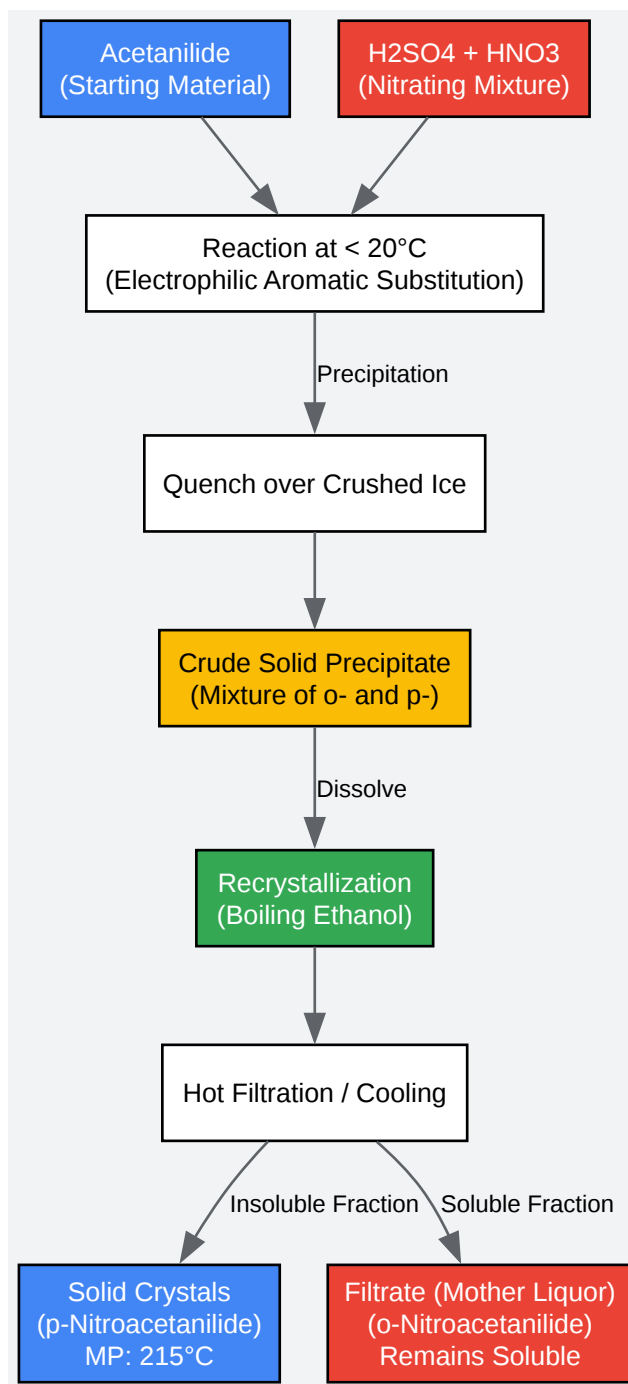 Acetanilide
(Starting Material)
H2SO4 + HNO3
(Nitrating Mixture)
Reaction at < 20°C
(Electrophilic Aromatic Substitution)
Precipitation
Quench over Crushed Ice
Crude Solid Precipitate
(Mixture of o- and p-)
Dissolve
Recrystallization
(Boiling Ethanol)
Hot Filtration / Cooling
Insoluble Fraction
Soluble Fraction
Solid Crystals
(p-Nitroacetanilide)
MP: 215°C
Filtrate (Mother Liquor)
(o-Nitroacetanilide)
Remains Soluble